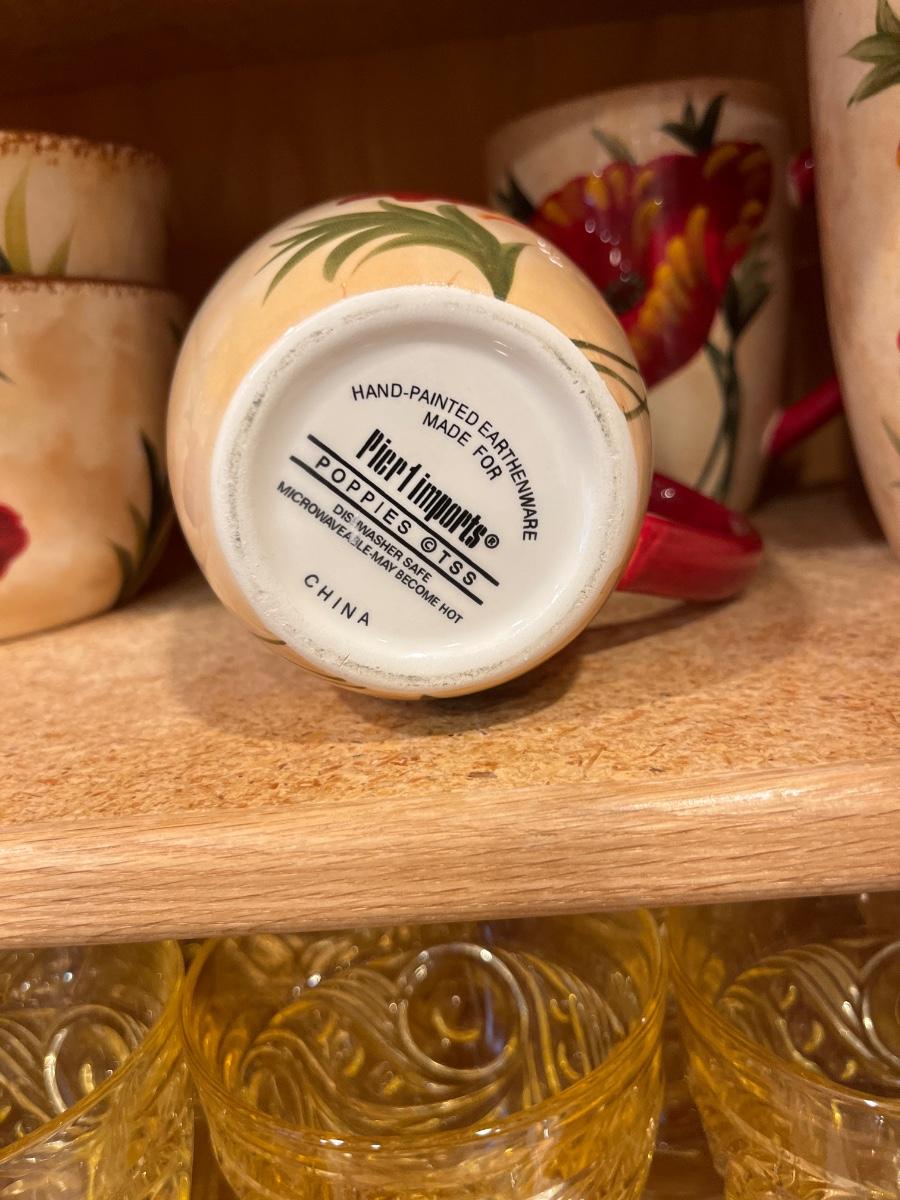 HAND-PAINTED EARTHENWARE
MADE FOR
Pier 1 imports®
POPPIES ©TSS
DISHWASHER SAFE
MICROWAVEABLE-MAY BECOME HOT
CHINA